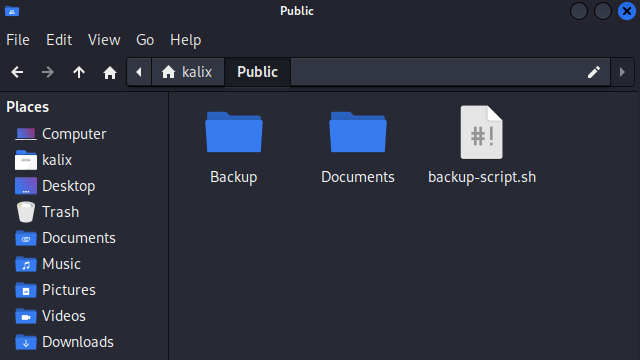 Public
File Edit View Go Help
kalix Public
Places
Computer
kalix
Desktop
Trash
Documents
Music
Pictures
Videos
Downloads
#!
Backup Documents backup-script.sh